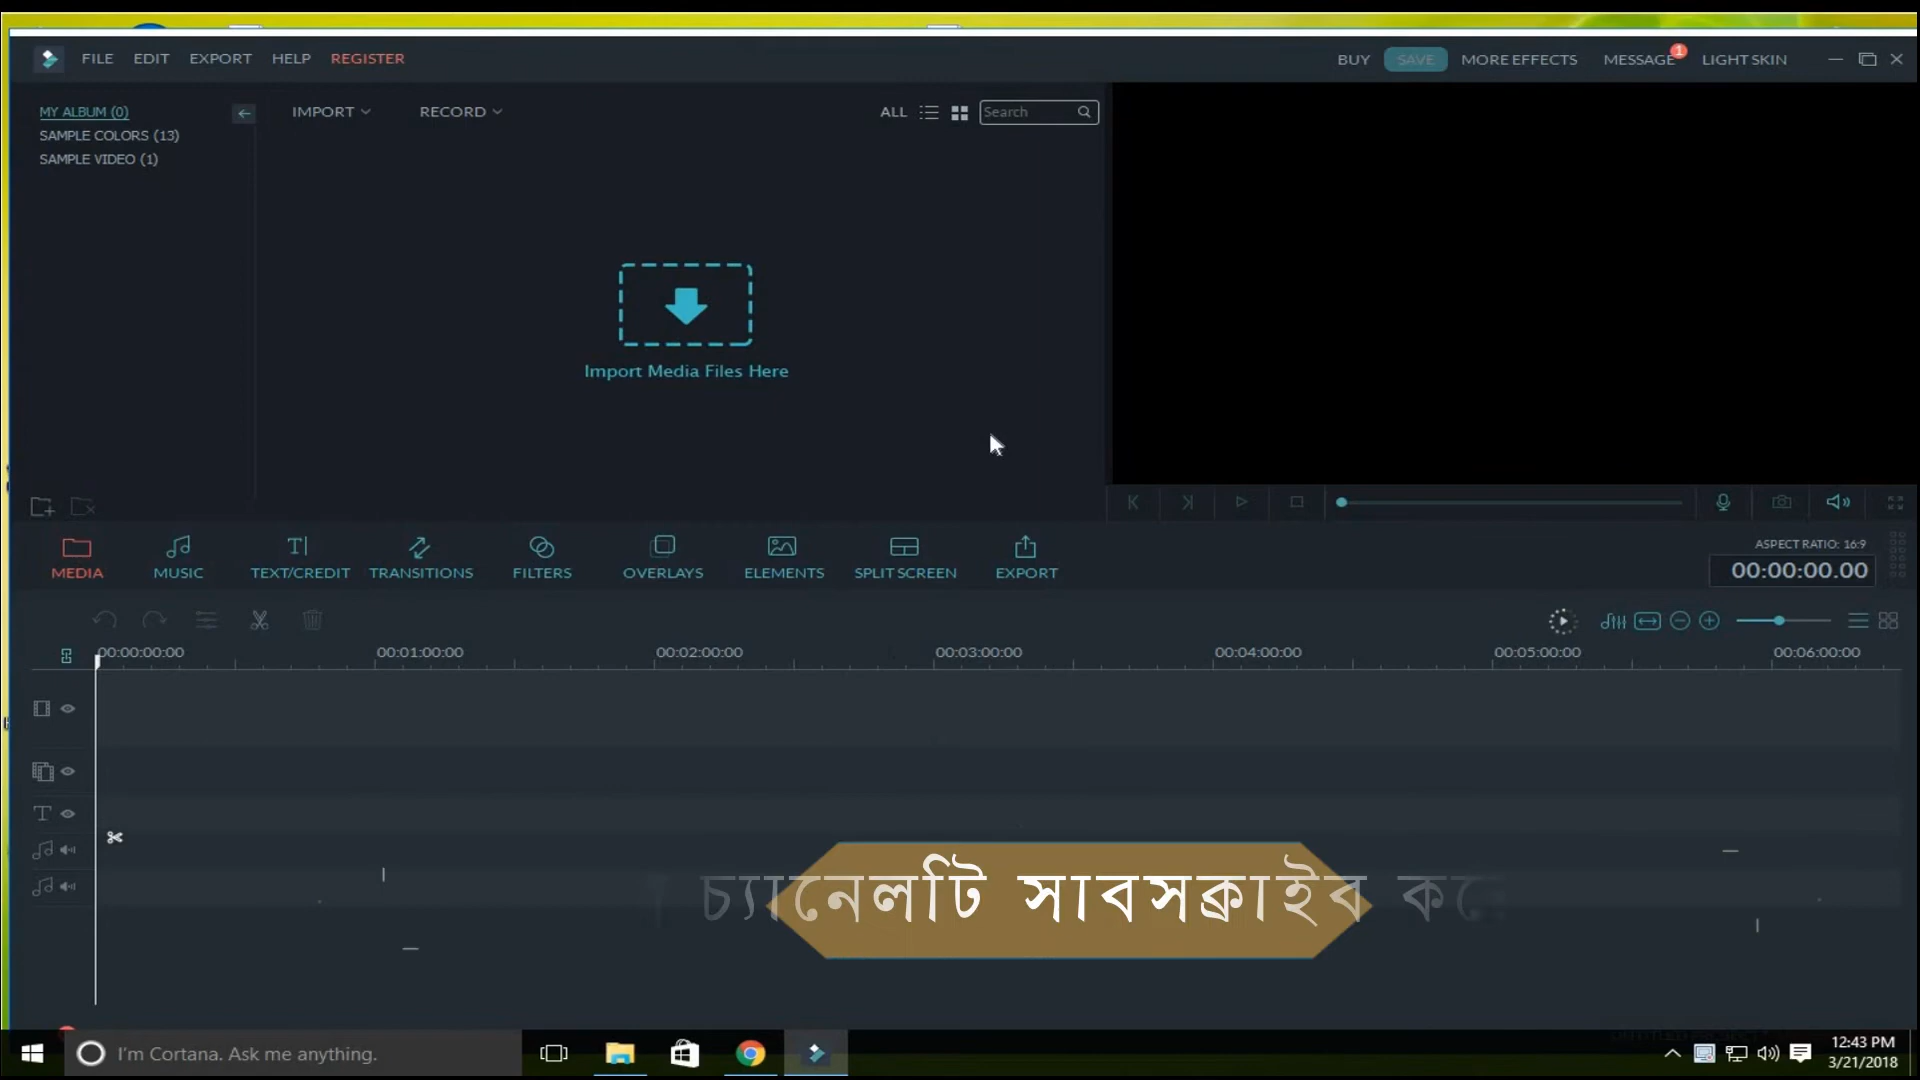 FILE EDIT EXPORT HELP REGISTER BUY SAVE MORE EFFECTS MESSAGE 1 LIGHT SKIN
MY ALBUM (0) IMPORT RECORD ALL Search
SAMPLE COLORS (13)
SAMPLE VIDEO (1)
Import Media Files Here
MEDIA MUSIC TEXT/CREDIT TRANSITIONS FILTERS OVERLAYS ELEMENTS SPLIT SCREEN EXPORT
ASPECT RATIO: 16:9
00:00:00.00
00:00:00:00 00:01:00:00 00:02:00:00 00:03:00:00 00:04:00:00 00:05:00:00 00:06:00:00
চ্যানেলটি সাবসক্রাইব
I'm Cortana. Ask me anything.
12:43 PM
3/21/2018